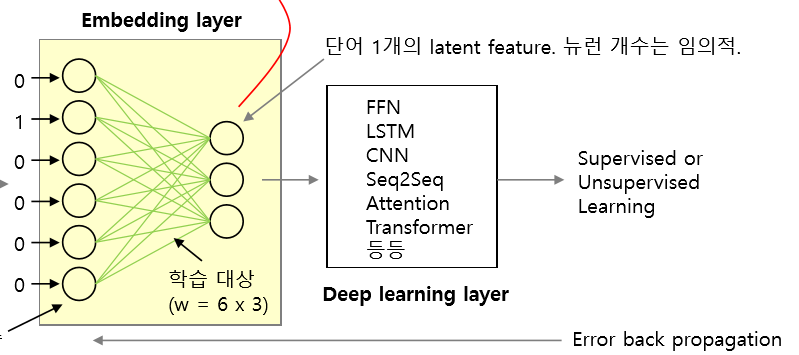 Embedding layer
단어 1개의 latent feature. 뉴런 개수는 임의적.
0
1
0
0
0
0
학습 대상
(w = 6 x 3)
FFN
LSTM
CNN
Seq2Seq
Attention
Transformer
등등
Deep learning layer
Supervised or
Unsupervised
Learning
Error back propagation